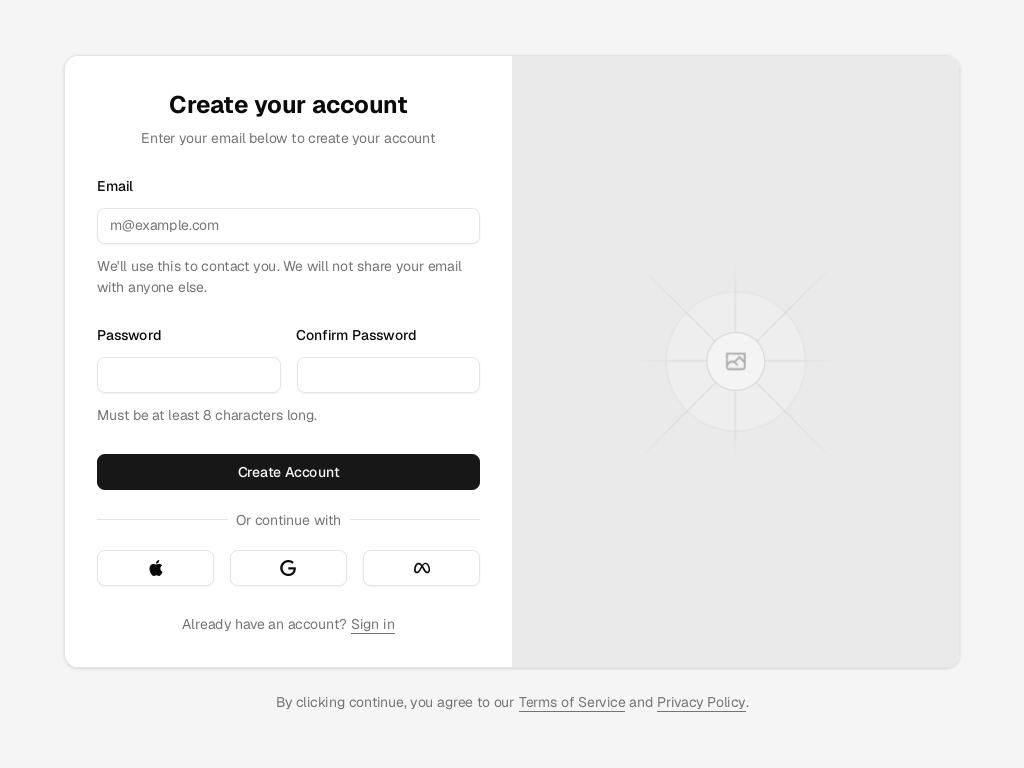 Create your account
Enter your email below to create your account
Email
m@example.com
We'll use this to contact you. We will not share your email
with anyone else.
Password
Confirm Password
Must be at least 8 characters long.
Create Account
Or continue with
Already have an account? Sign in
By clicking continue, you agree to our Terms of Service and Privacy Policy.